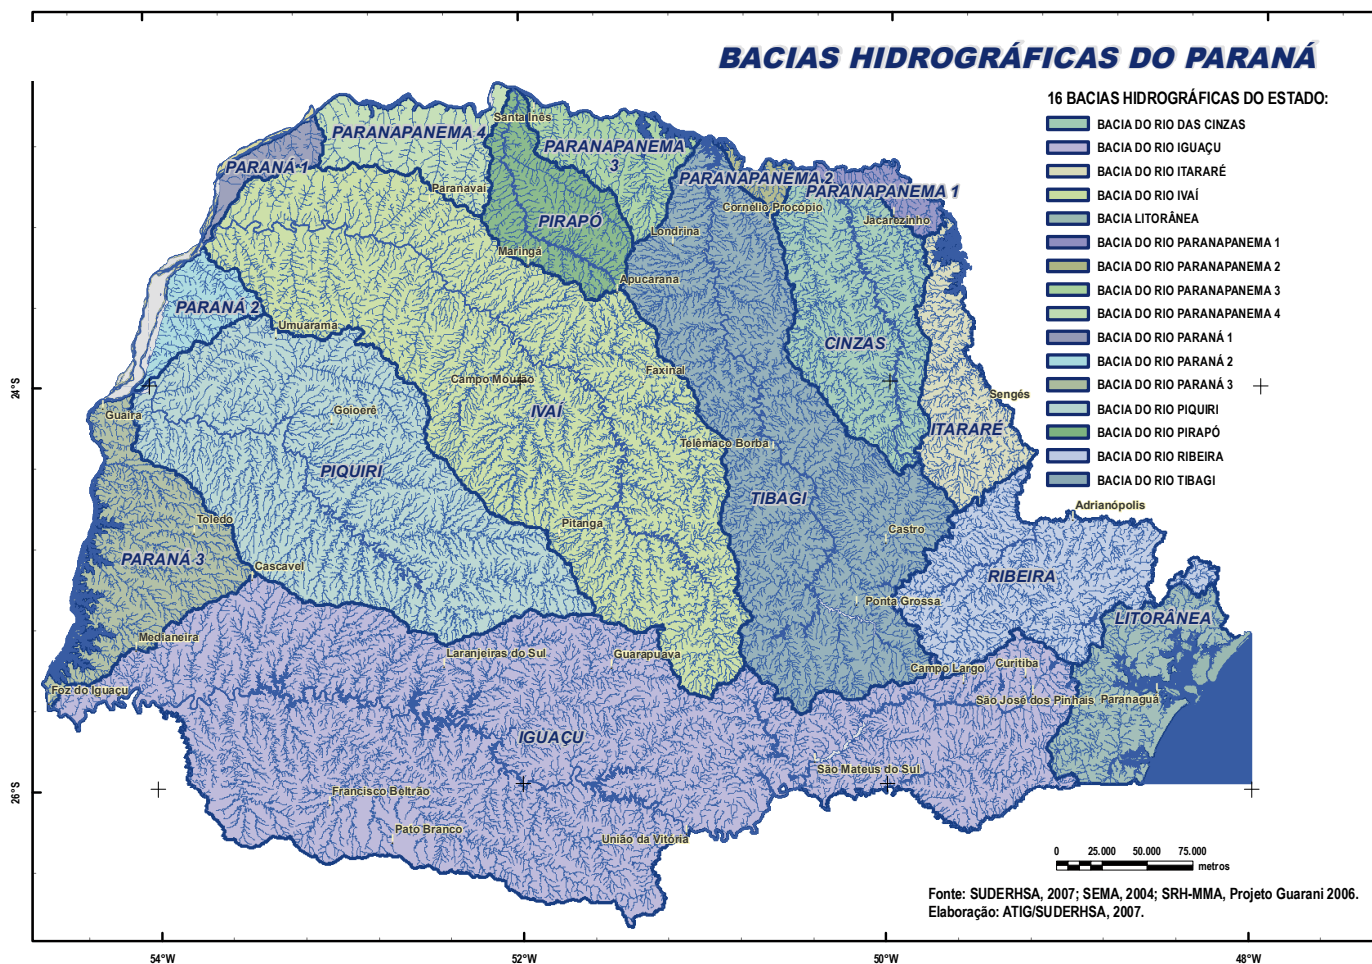 BACIAS HIDROGRÁFICAS DO PARANÁ
16 BACIAS HIDROGRÁFICAS DO ESTADO:
BACIA DO RIO DAS CINZAS
BACIA DO RIO IGUAÇU
BACIA DO RIO ITARARÉ
BACIA DO RIO IVAÍ
BACIA LITORÂNEA
BACIA DO RIO PARANAPANEMA 1
BACIA DO RIO PARANAPANEMA 2
BACIA DO RIO PARANAPANEMA 3
BACIA DO RIO PARANAPANEMA 4
BACIA DO RIO PARANÁ 1
BACIA DO RIO PARANÁ 2
BACIA DO RIO PARANÁ 3
BACIA DO RIO PIQUIRI
BACIA DO RIO PIRAPÓ
BACIA DO RIO RIBEIRA
BACIA DO RIO TIBAGI
Santa Inês
PARANAPANEMA 4
PARANAPANEMA
3
PARANÁ 1
PARANAPANEMA 2
PARANAPANEMA 1
Paranavaí
Cornélio Procópio
Jacarezinho
PIRAPÓ
Londrina
Maringá
Apucarana
PARANÁ 2
Umuarama
CINZAS
Faxinal
Campo Mourão
24°S
Sengés
Guaíra
Goioerê
IVAÍ
ITARARÉ
Telêmaco Borba
PIQUIRI
TIBAGI
Adrianópolis
Toledo
Pitanga
Castro
PARANÁ 3
Cascavel
RIBEIRA
Ponta Grossa
LITORÂNEA
Medianeira
Laranjeiras do Sul
Guarapuava
Campo Largo
Curitiba
Foz do Iguaçu
São José dos Pinhais
Paranaguá
IGUAÇU
São Mateus do Sul
26°S
Francisco Beltrão
Pato Branco
União da Vitória
0 25.000 50.000 75.000
metros
Fonte: SUDERHSA, 2007; SEMA, 2004; SRH-MMA, Projeto Guarani 2006.
Elaboração: ATIG/SUDERHSA, 2007.
54°W 52°W 50°W 48°W